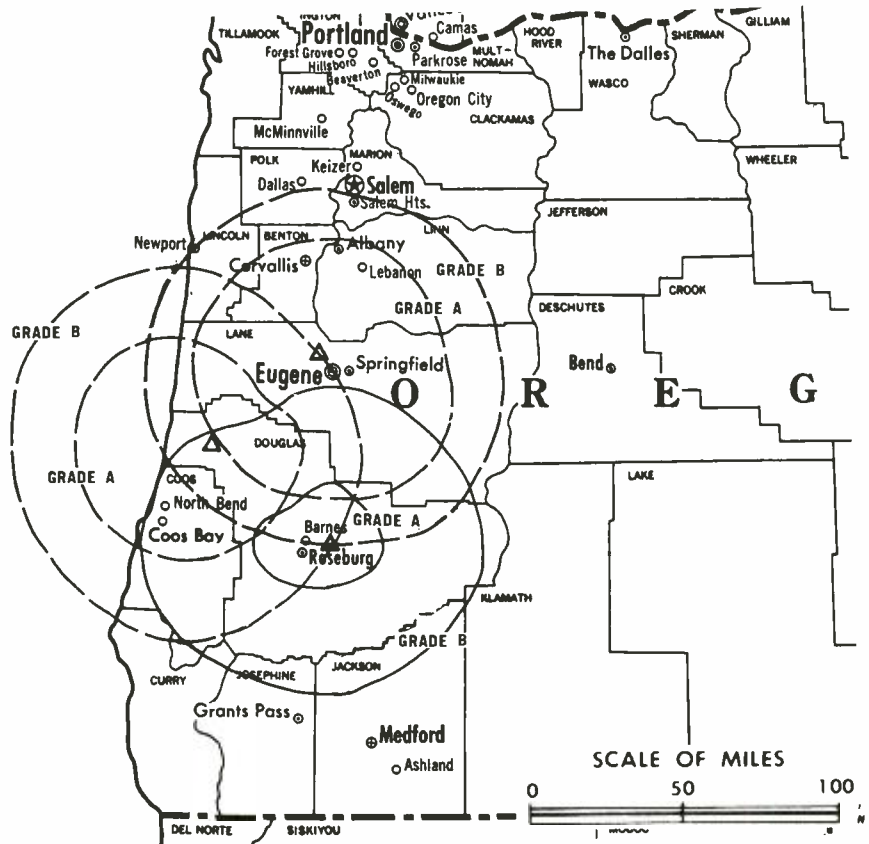 INGTON
Vancou
Camas
TILLAMOOK
Portland
HOOD
RIVER
SHERMAN
GILLIAM
Forest Grove
Parkrose
MULT-
NOMAH
The Dalles
Hillsboro
Beaverton
Milwaukie
WASCO
YAMHILL
Oswego
Oregon City
CLACKAMAS
McMinnville
MARION
POLK
Keizer
WHEELER
Dallas
Salem
Salem Hts.
JEFFERSON
LINN
Newport
LINCOLN
BENTON
Albany
Corvallis
Lebanon
GRADE B
CROOK
GRADE A
DESCHUTES
GRADE B
LANE
Eugene
Springfield
Bend
O R E G
DOUGLAS
GRADE A
COOS
LAKE
North Bend
Coos Bay
Barnes
GRADE A
Roseburg
KLAMATH
GRADE B
CURRY
JOSEPHINE
JACKSON
Grants Pass
Medford
Ashland
SCALE OF MILES
0 50 100
DEL NORTE
SISKIYOU